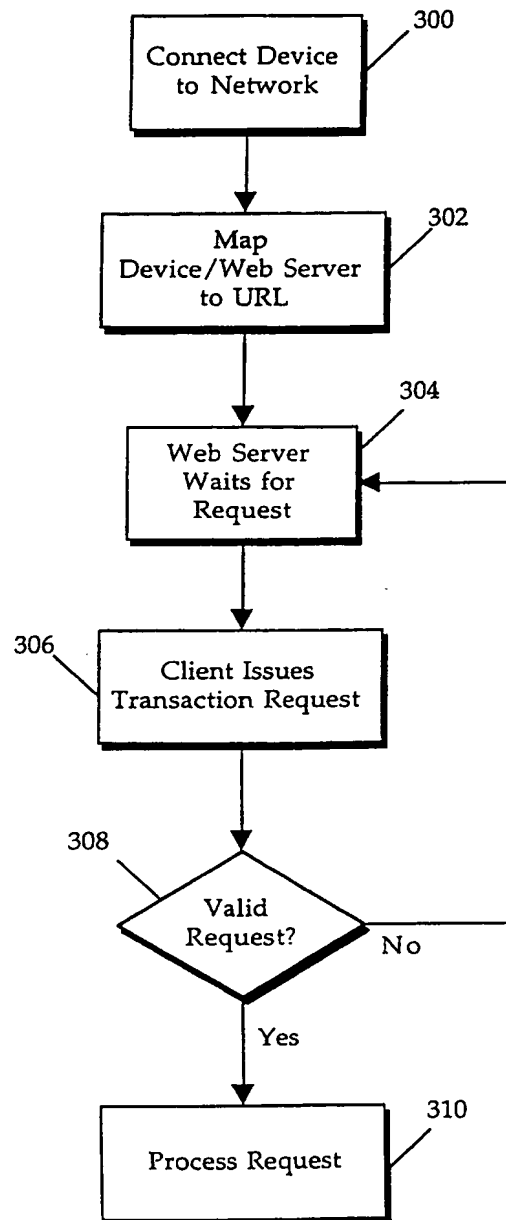 300
Connect Device
to Network
302
Map
Device/Web Server
to URL
304
Web Server
Waits for
Request
306
Client Issues
Transaction Request
308
Valid
Request?
No
Yes
310
Process Request